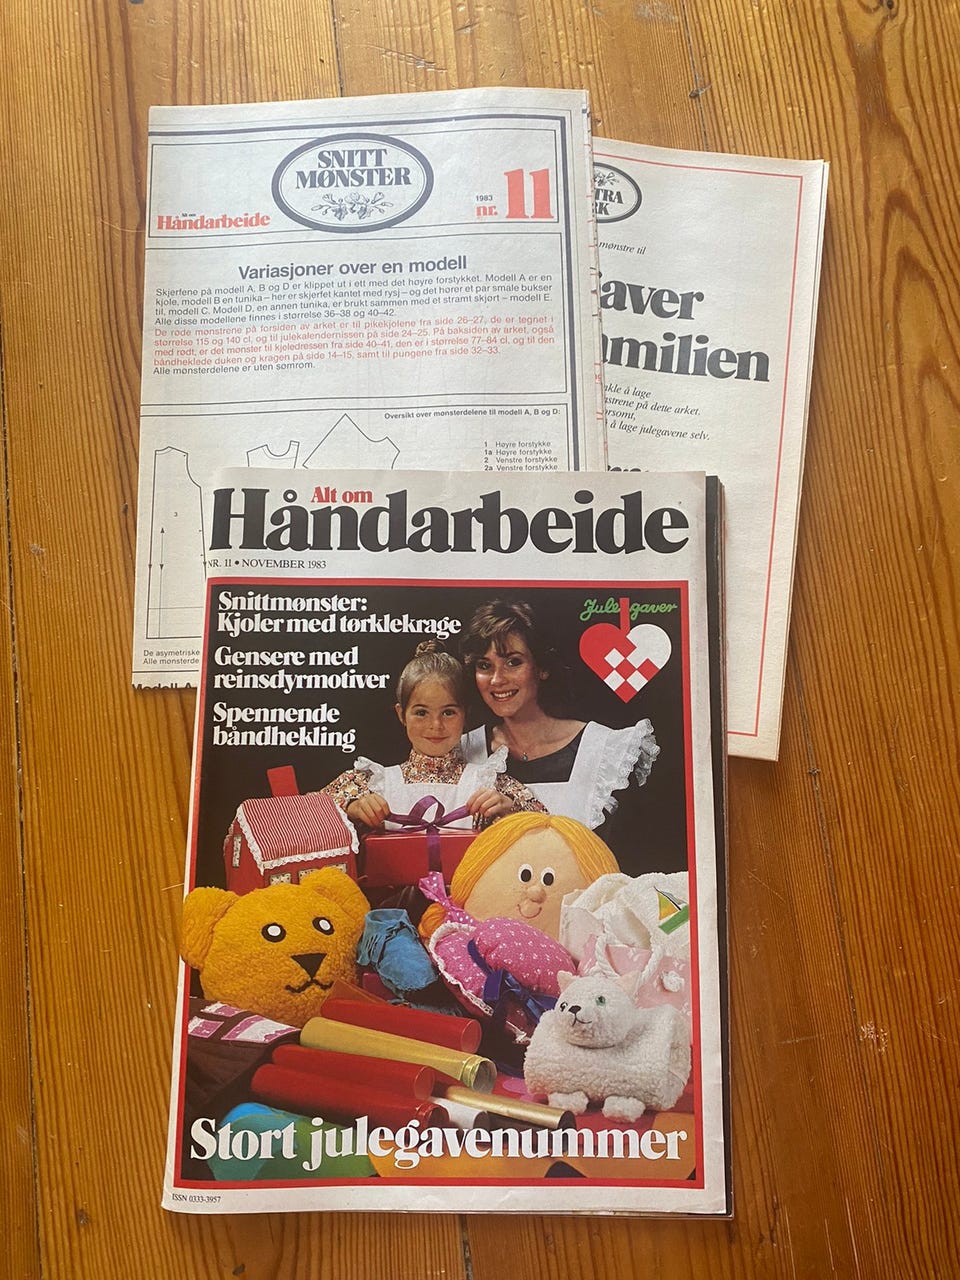 SNITT
MØNSTER
Alt om
Håndarbeide
1983
nr. 11
Variasjoner over en modell
Skjerfene på modell A, B og D er klippet ut i ett med det høyre forstykket. Modell A er en
kjole, modell B en tunika – her er skjerfet kantet med rysj – og det hører et par smale bukser
til, modell C. Modell D, en annen tunika, er brukt sammen med et stramt skjørt – modell E.
Alle disse modellene finnes i størrelse 36–38 og 40–42.
De røde mønstrene på forsiden av arket er til pikekjolene fra side 26–27, de er tegnet i
størrelse 115 og 140 cl, og til julekalendernissen på side 24–25. På baksiden av arket, også
med rødt, er det mønster til kjoledressen fra side 40–41, den er i størrelse 77–84 cl, og til den
båndheklede duken og kragen på side 14–15, samt til pungene fra side 32–33.
Alle mønsterdelene er uten sømrom.
Oversikt over mønsterdelene til modell A, B og D:
1 Høyre forstykke
1a Høyre forstykke
2 Venstre forstykke
2a Venstre forstykke
3
De asymetriske
Alle mønsterde
Modell A
TRA
RK
mønstre til
aver
milien
nkle å lage
strene på dette arket.
orsomt,
å lage julegavene selv.
Alt om
Håndarbeide
NR. 11 • NOVEMBER 1983
Snittmønster:
Kjoler med tørklekrage
Gensere med
reinsdyrmotiver
Spennende
båndhekling
Julegaver
Stort julegavenummer
ISSN 0333-3957